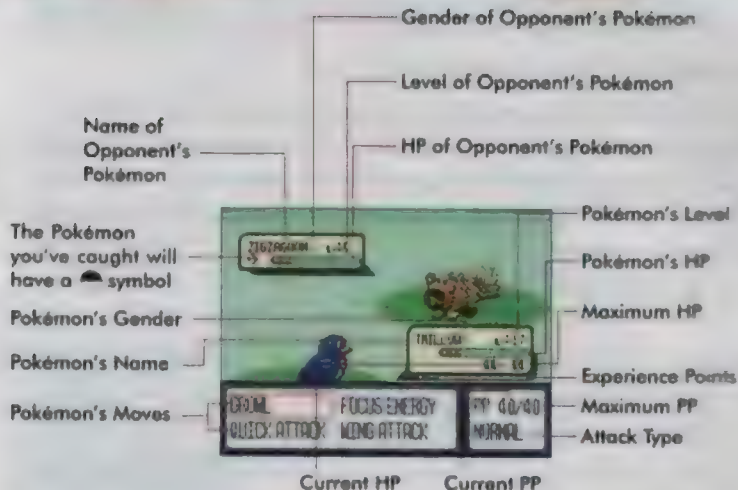 Gender of Opponent's Pokémon
Level of Opponent's Pokémon
Name of
Opponent's
Pokémon
HP of Opponent's Pokémon
The Pokémon
you've caught will
have a symbol
Pokémon's Level
Pokémon's HP
Pokémon's Gender
Maximum HP
Pokémon's Name
Experience Points
Pokémon's Moves
Maximum PP
Attack Type
ZIGZAGOON
TAILLOW
GROWL FOCUS ENERGY
QUICK ATTACK WING ATTACK
PP 40/40
NORMAL
Current HP
Current PP